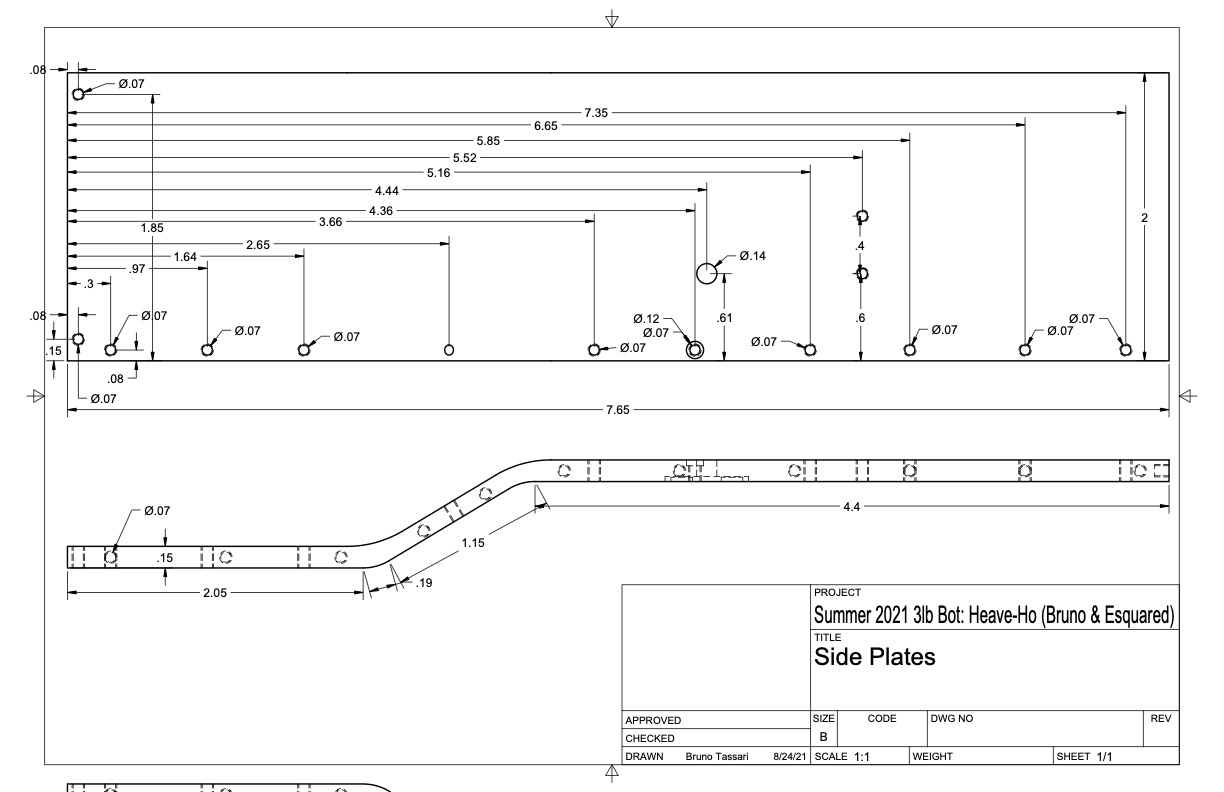 .08
Ø.07
7.35
6.65
5.85
5.52
5.16
4.44
4.36
3.66
1.85
2
2.65
.4
1.64
Ø.14
.97
.3
.08
Ø.07
Ø.07
Ø.07
Ø.12
Ø.07
.61
.6
Ø.07
Ø.07
Ø.07
Ø.07
Ø.07
.15
.08
Ø.07
7.65
Ø.07
4.4
.15
1.15
.19
2.05
PROJECT
Summer 2021 3lb Bot: Heave-Ho (Bruno & Esquared)
TITLE
Side Plates
APPROVED
SIZE CODE DWG NO REV
CHECKED
B
DRAWN Bruno Tassari 8/24/21 SCALE 1:1 WEIGHT SHEET 1/1